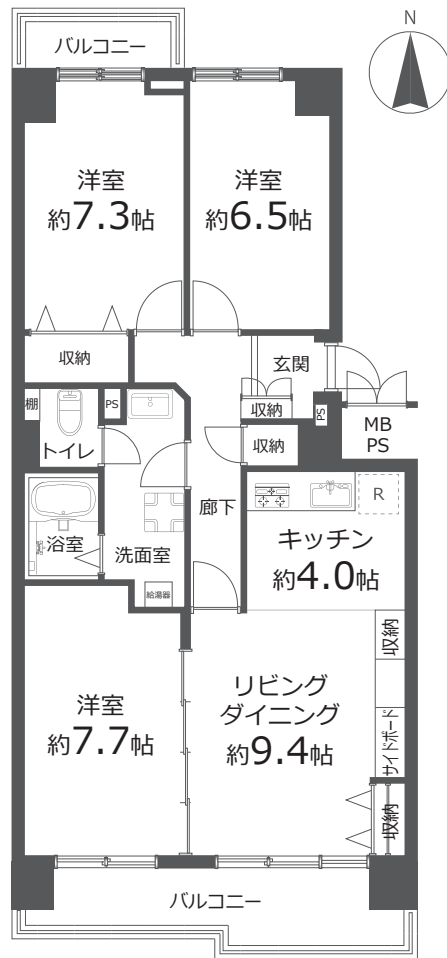 バルコニー
N
洋室
約7.3帖
洋室
約6.5帖
収納
玄関
収納
MB
PS
PS
棚
PS
トイレ
収納
廊下
浴室
洗面室
給湯器
R
キッチン
約4.0帖
収納
洋室
約7.7帖
リビング
ダイニング
約9.4帖
サイドボード
収納
バルコニー